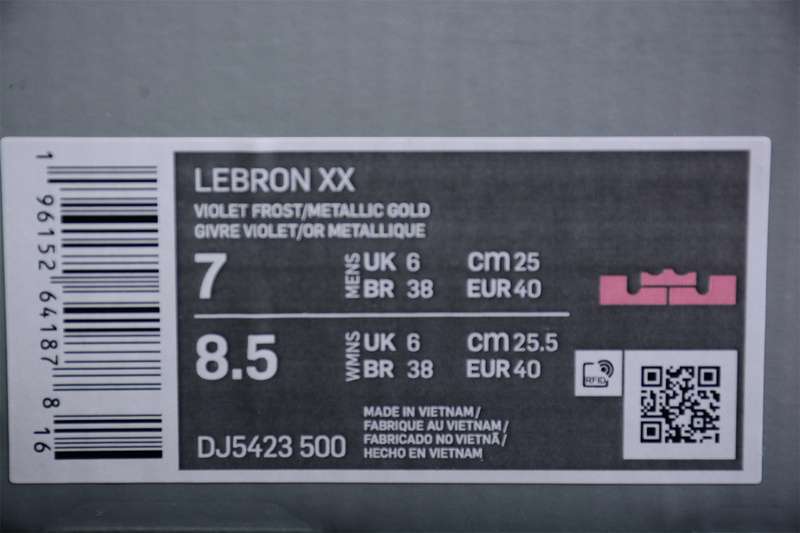 LEBRON XX
VIOLET FROST/METALLIC GOLD
GIVRE VIOLET/OR METALLIQUE
7 MENS UK 6 CM 25
BR 38 EUR 40
8.5 WMNS UK 6 CM 25.5
BR 38 EUR 40
RFID
DJ5423 500
MADE IN VIETNAM/
FABRIQUE AU VIETNAM/
FABRICADO NO VIETNÃ/
HECHO EN VIETNAM
1 96152 64187 8 16